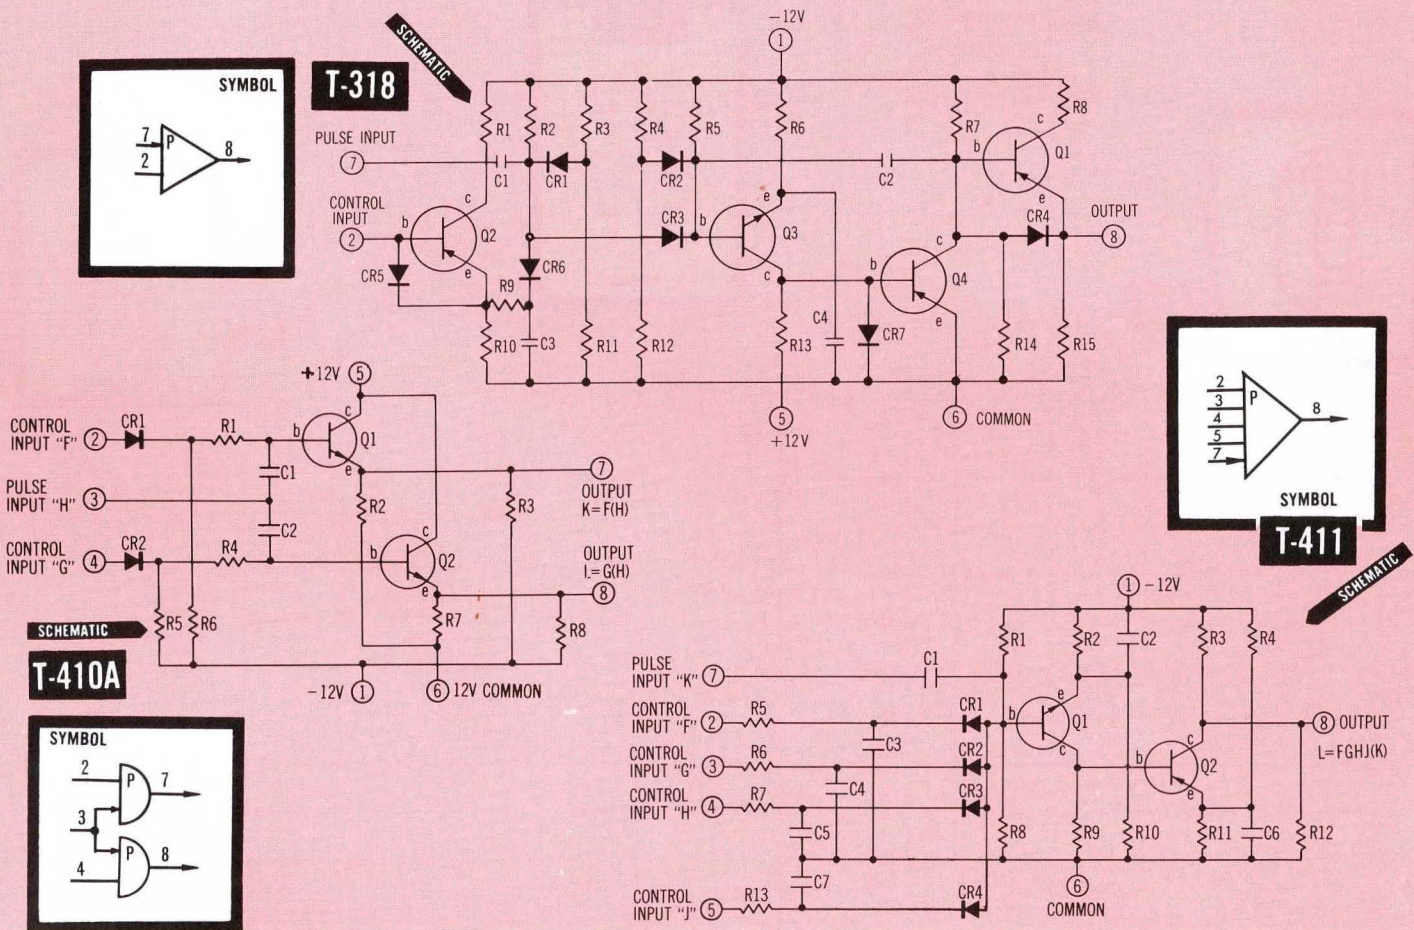 SYMBOL
7 P 8
2
T-318
SCHEMATIC
-12V
1
R1 R2 R3 R4 R5 R6 R7 R8
PULSE INPUT
7
C1 CR1 CR2 C2 b c Q1 e
CONTROL
INPUT
2
b c Q2 e
CR5 R9 CR6 CR3
b e Q3 c
CR4 OUTPUT
8
b c Q4 e
R10 C3 R11 R12 R13 C4 CR7 R14 R15
5
+12V
6 COMMON
+12V 5
CONTROL
INPUT "F" 2
CR1 R1 b c Q1 e
C1
PULSE
INPUT "H" 3
R2 R3
7
OUTPUT
K=F(H)
C2
CONTROL
INPUT "G" 4
CR2 R4 b c Q2 e
OUTPUT
L=G(H)
8
SCHEMATIC
R5 R6 R7 R8
T-410A
-12V 1
6 12V COMMON
SYMBOL
2 P 7
3
4 P 8
2
3 P
4 8
5
7
SYMBOL
T-411
SCHEMATIC
1 -12V
R1 R2 C2 R3 R4
PULSE
INPUT "K" 7
C1
CONTROL
INPUT "F" 2
R5 C3 CR1 b e Q1 c
8 OUTPUT
L=FGHJ(K)
CONTROL
INPUT "G" 3
R6 C4 CR2 b c Q2 e
CONTROL
INPUT "H" 4
R7 C5 CR3
R8 R9 R10 R11 C6 R12
C7
CONTROL
INPUT "J" 5
R13 CR4
6
COMMON